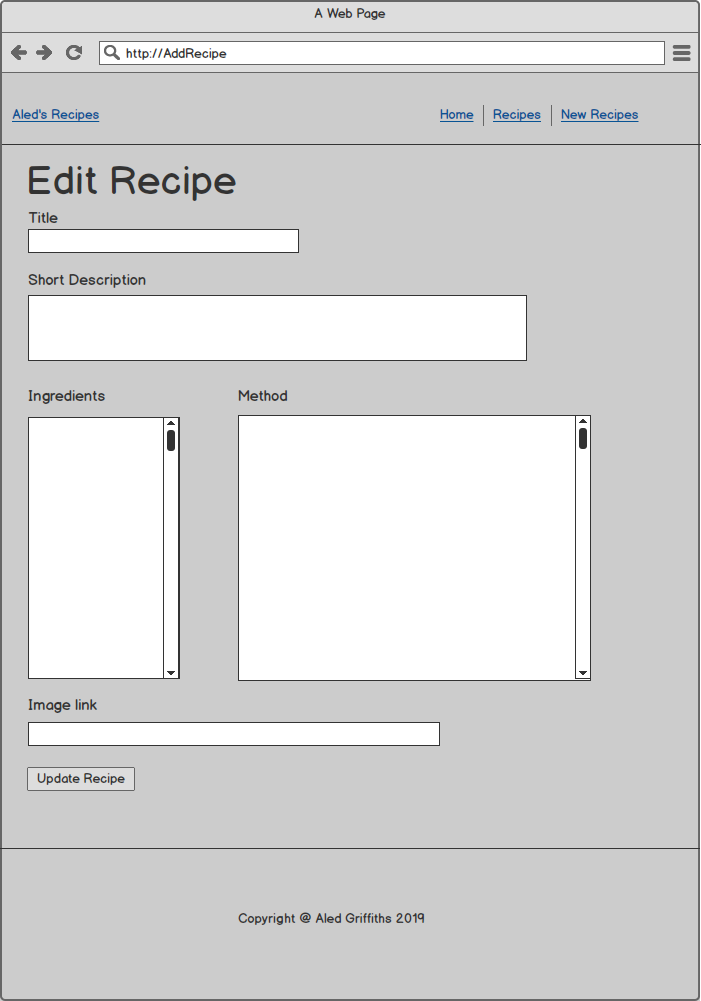 A Web Page
http://AddRecipe
Aled's Recipes
Home
Recipes
New Recipes
Edit Recipe
Title
Short Description
Ingredients
Method
Image link
Update Recipe
Copyright @ Aled Griffiths 2019